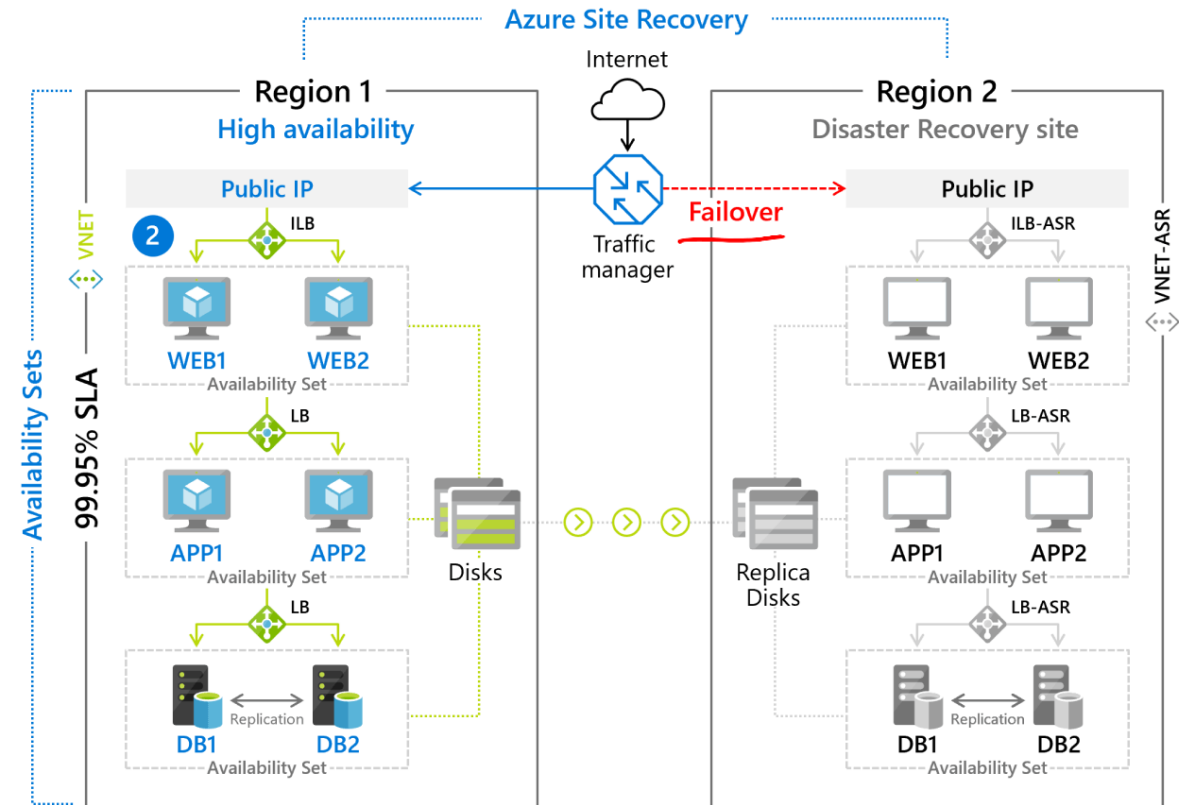 Azure Site Recovery
Internet
Region 1
High availability
Region 2
Disaster Recovery site
Public IP
Public IP
Failover
Traffic
manager
2
ILB
ILB-ASR
VNET
VNET-ASR
WEB1
WEB2
Availability Set
WEB1
WEB2
Availability Set
Availability Sets
99.95% SLA
LB
LB-ASR
APP1
APP2
Availability Set
Disks
Replica
Disks
APP1
APP2
Availability Set
LB
LB-ASR
Replication
DB1
DB2
Availability Set
Replication
DB1
DB2
Availability Set